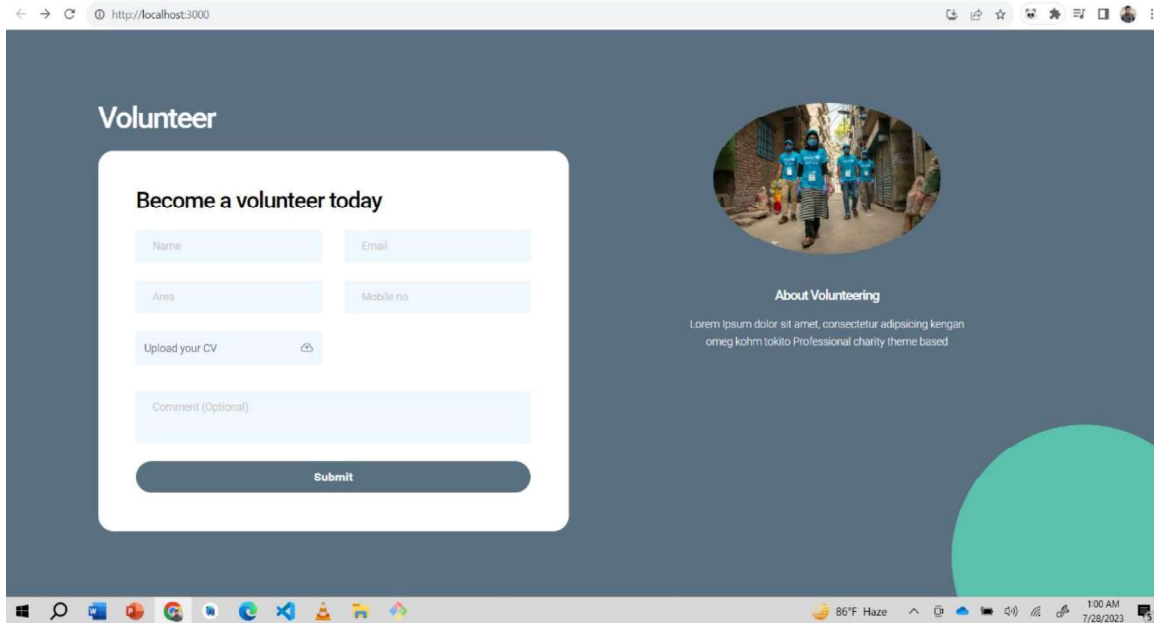 http://localhost:3000
Volunteer
Become a volunteer today
Name
Email
Area
Mobile no
Upload your CV
Comment (Optional)
Submit
About Volunteering
Lorem Ipsum dolor sit amet, consectetur adipsicing kengan
omeg kohm tokito Professional charity theme based
86°F Haze
1:00 AM
7/28/2023